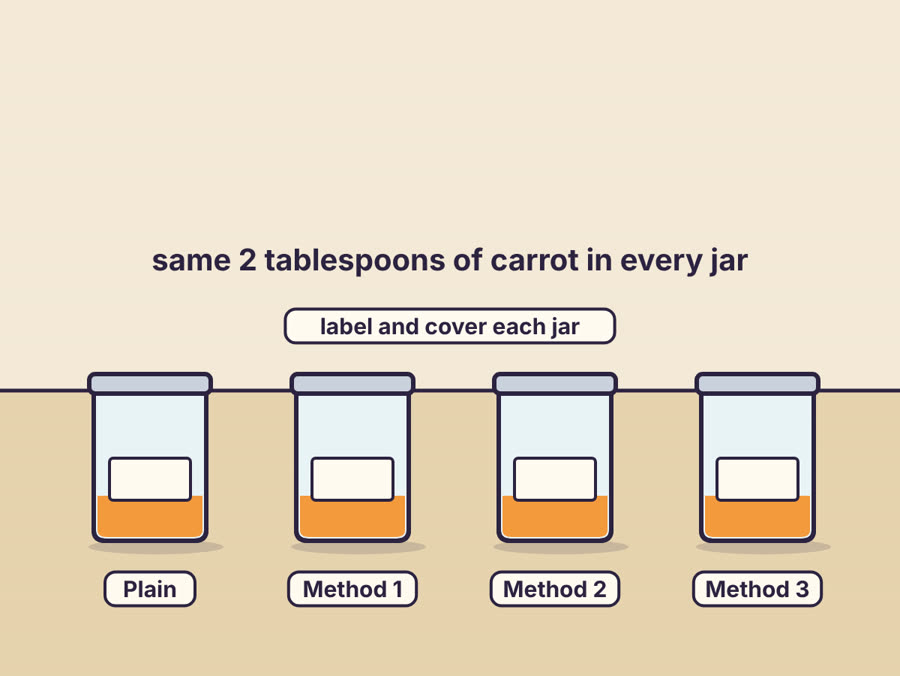 same 2 tablespoons of carrot in every jar
label and cover each jar
Plain
Method 1
Method 2
Method 3